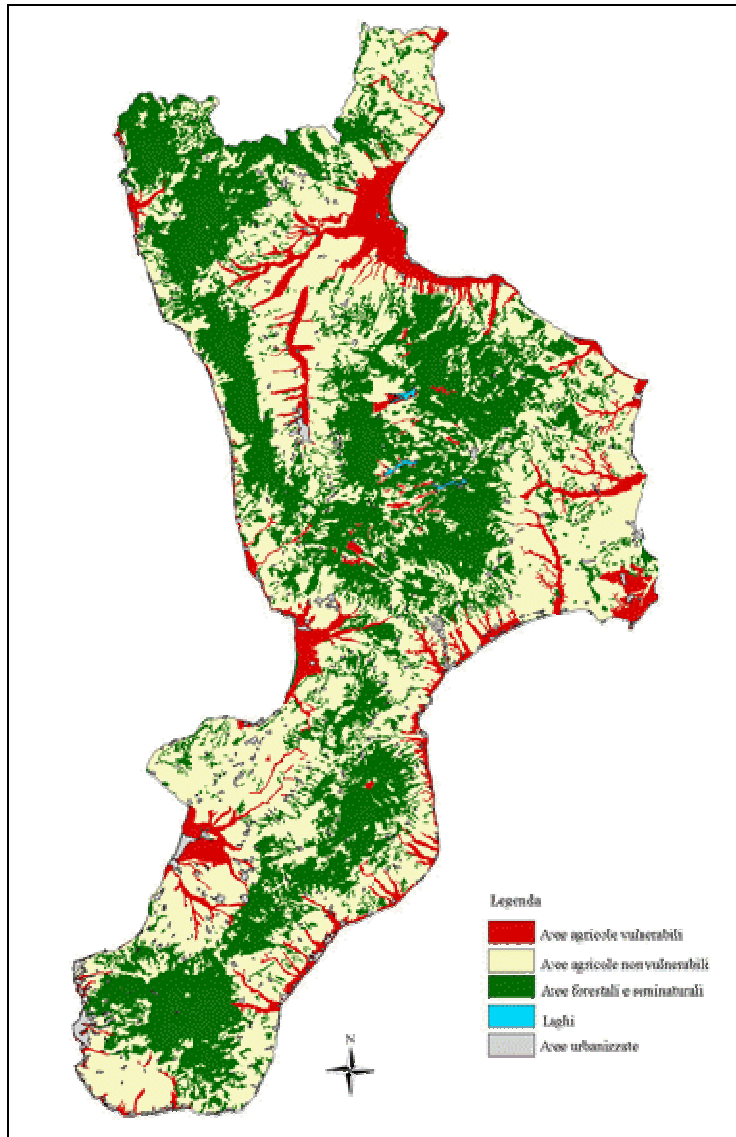 Legenda
Aree agricole vulnerabili
Aree agricole non vulnerabili
Aree forestali e seminaturali
Laghi
Aree urbanizzate
N